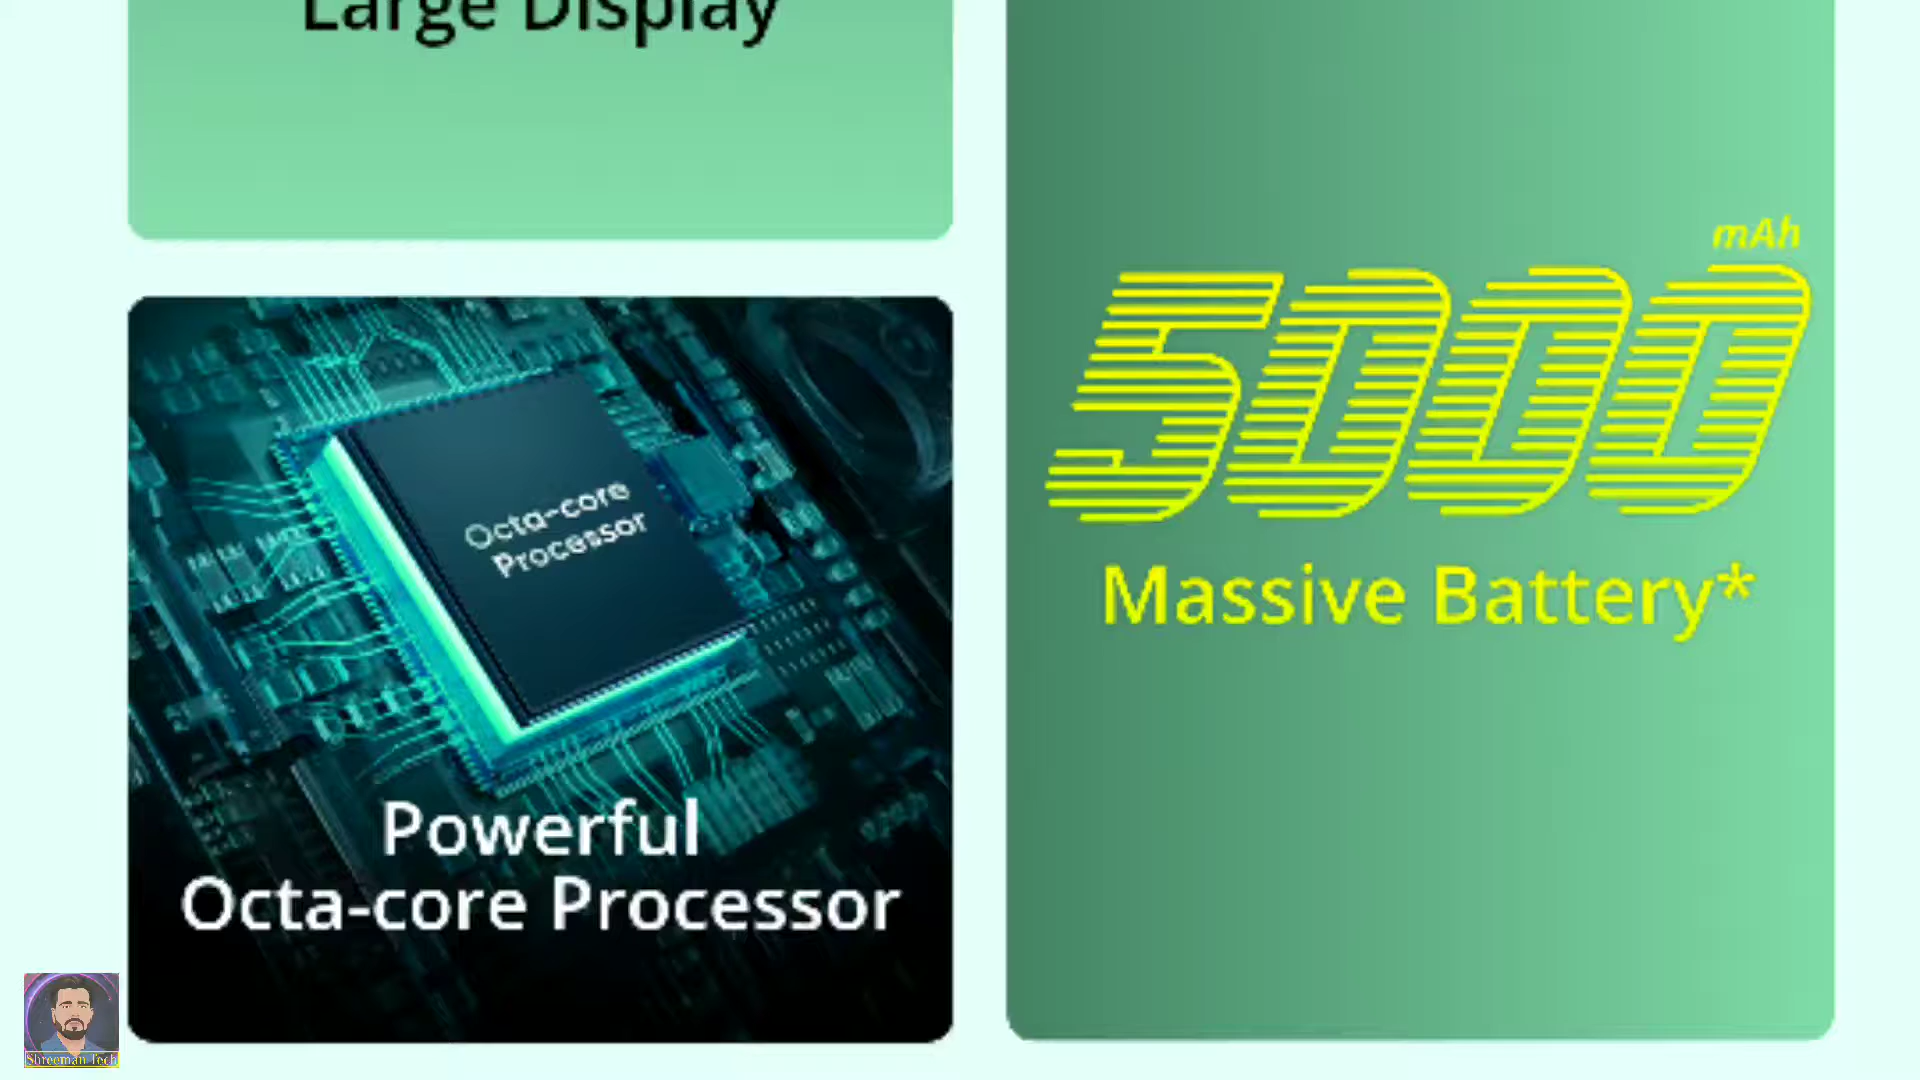 Large Display
Octa-core
Processor
Powerful
Octa-core Processor
mAh
5000
Massive Battery*
Shreeman Tech